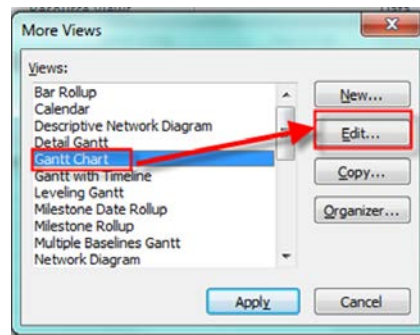 More Views
Views:
Bar Rollup
Calendar
Descriptive Network Diagram
Detail Gantt
Gantt Chart
Gantt with Timeline
Leveling Gantt
Milestone Date Rollup
Milestone Rollup
Multiple Baselines Gantt
Network Diagram
New...
Edit...
Copy...
Organizer...
Apply
Cancel